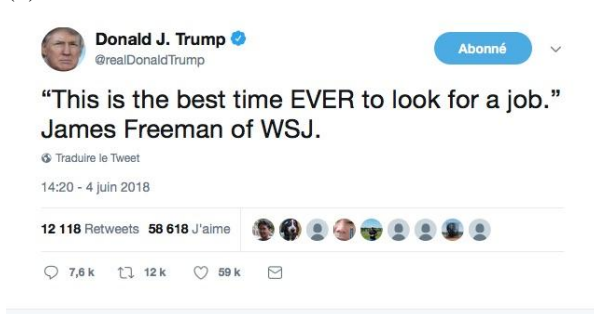 Donald J. Trump
@realDonaldTrump
Abonné
“This is the best time EVER to look for a job.”
James Freeman of WSJ.
Traduire le Tweet
14:20 - 4 juin 2018
12 118 Retweets 58 618 J'aime
7,6 k 12 k 59 k